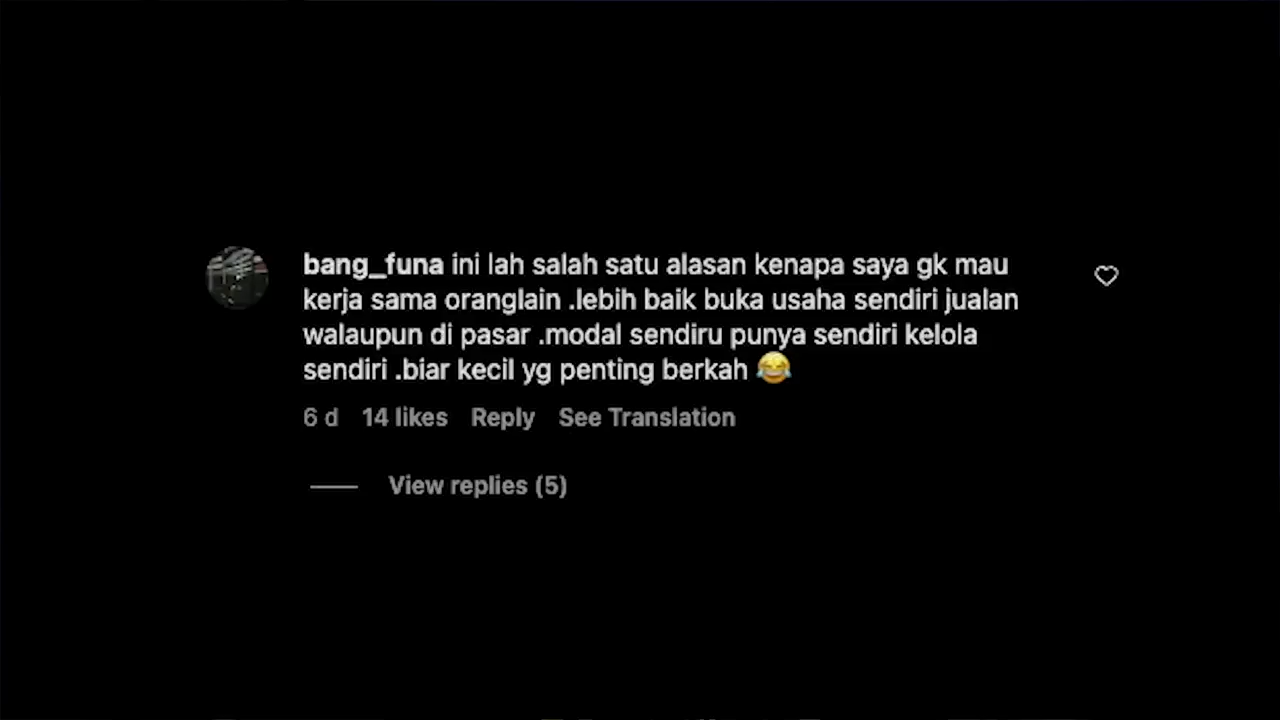 bang_funa ini lah salah satu alasan kenapa saya gk mau
kerja sama oranglain .lebih baik buka usaha sendiri jualan
walaupun di pasar .modal sendiru punya sendiri kelola
sendiri .biar kecil yg penting berkah 😂
6 d 14 likes Reply See Translation
View replies (5)